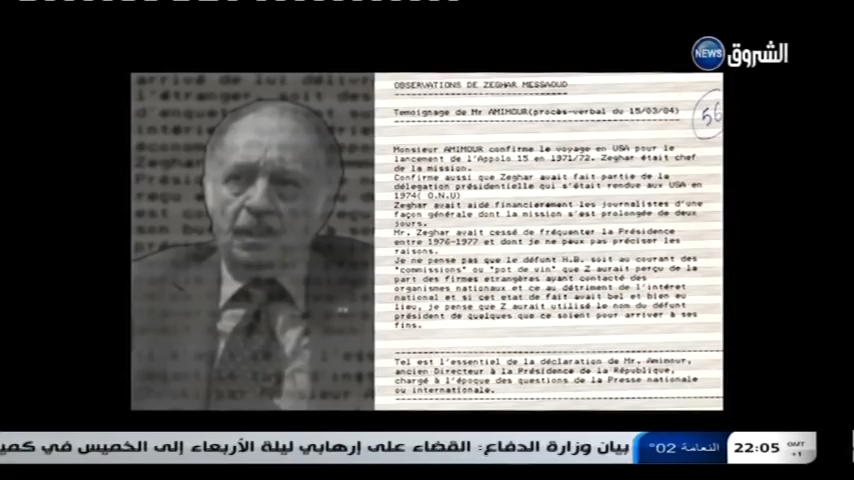 NEWS الشروق
OBSERVATIONS DE ZEGHAR MESSAOUD
Temoignage de Mr AMIMOUR(procès-verbal du 15/03/84)
56
Monsieur AMIMOUR confirme le voyage en USA pour le
lancement de l'Appolo 15 en 1971/72. Zeghar était chef
de la mission.
Confirme aussi que Zeghar avait fait partie de la
délegation présidentielle qui s'était rendue aux USA en
1974( O.N.U)
Zeghar avait aidé financierement les journalistes d'une
façon générale dont la mission s'est prolongée de deux
jours.
Mr. Zeghar avait cessé de fréquenter la Présidence
entre 1976-1977 et dont je ne peux pas préciser les
raisons.
Je ne pense pas que le défunt H.B. soit au courant des
"commissions" ou "pot de vin" que Z aurait perçu de la
part des firmes etrangères ayant contacté des
organismes nationaux et ce au détriment de l'intéret
national et si cet etat de fait avait bel et bien eu
lieu, je pense que Z aurait utilisé le nom du défunt
président de quelques que ce soient pour arriver à ses
fins.
Tel est l'essentiel de la déclaration de Mr. Amimour,
ancien Directeur à la Présidence de la République,
chargé à l'époque des questions de la Presse nationale
ou internationale.
بيان وزارة الدفاع: القضاء على إرهابي ليلة الأربعاء إلى الخميس في كمي
النعامة 02°
22:05 GMT +1